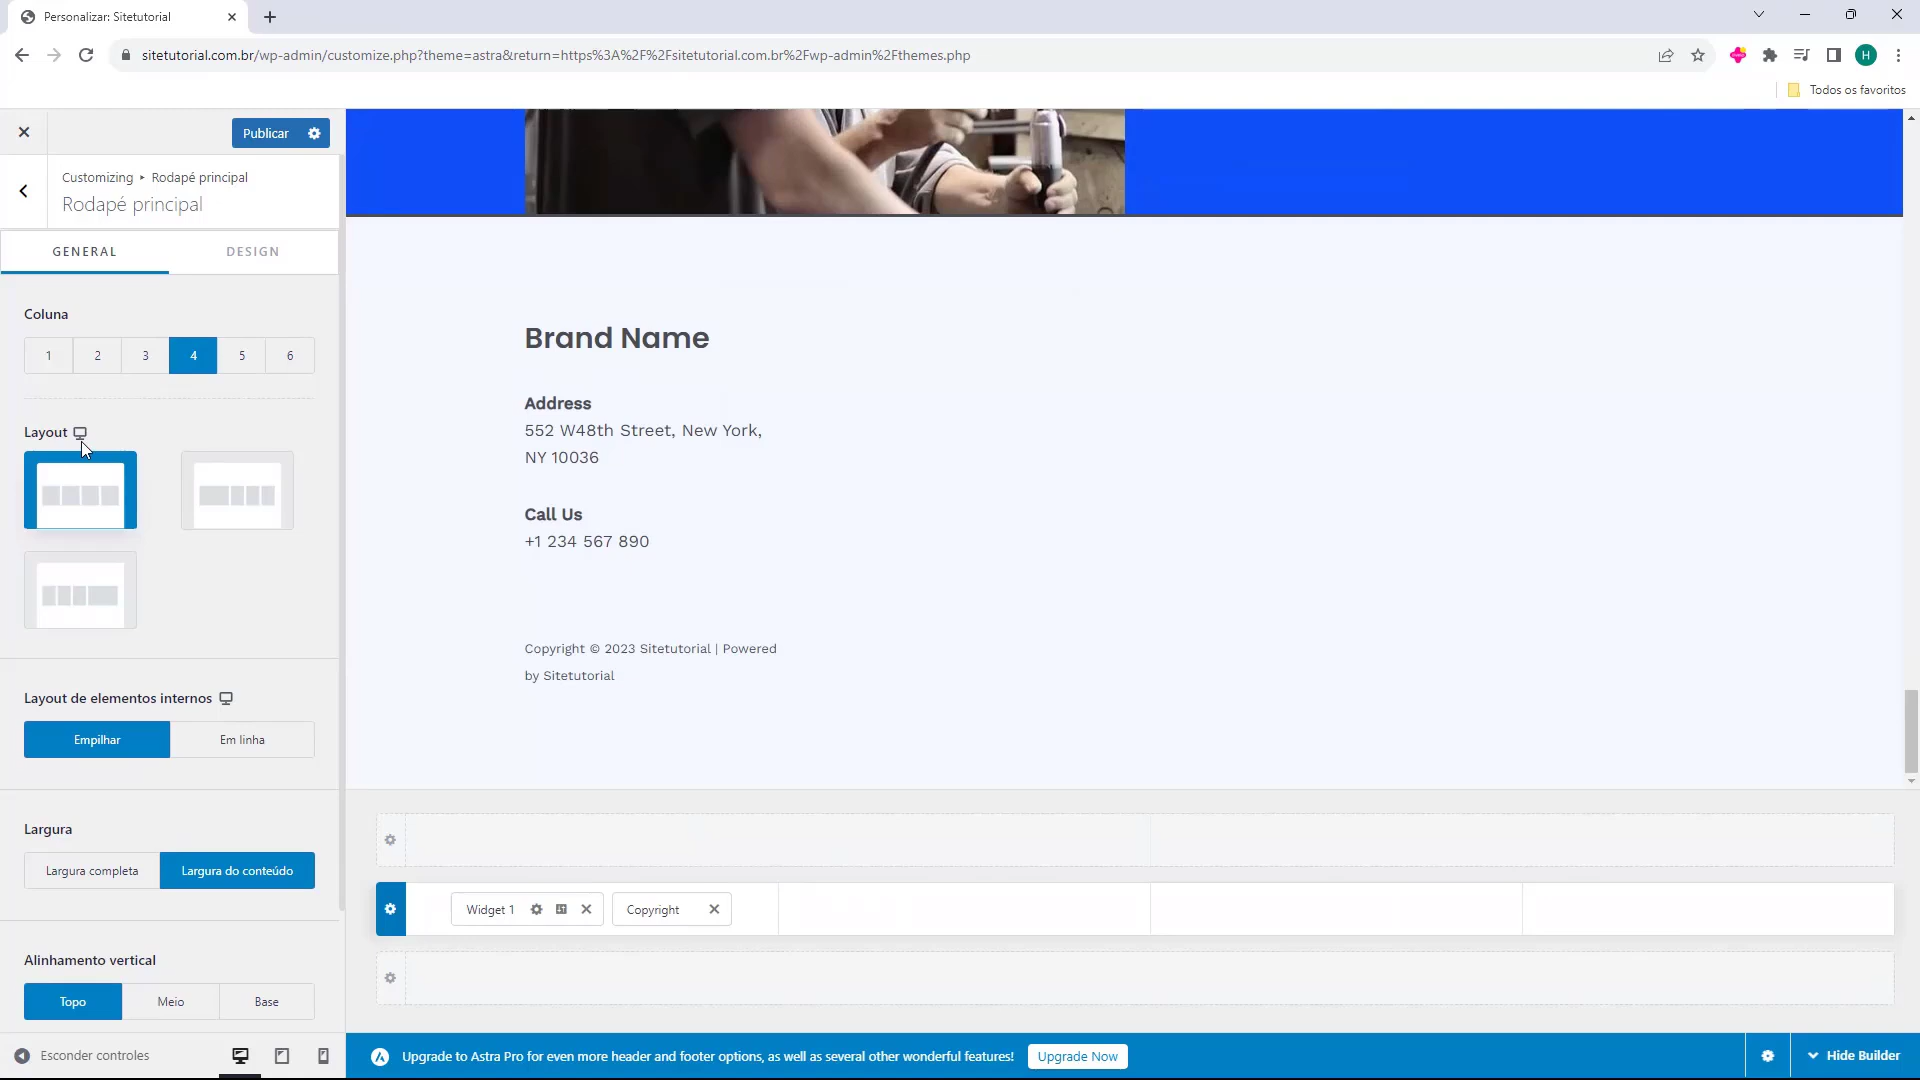 Personalizar: Sitetutorial
sitetutorial.com.br/wp-admin/customize.php?theme=astra&return=https%3A%2F%2Fsitetutorial.com.br%2Fwp-admin%2Fthemes.php
H
Todos os favoritos
Publicar
Customizing ▸ Rodapé principal
Rodapé principal
GENERAL
DESIGN
Coluna
1 2 3 4 5 6
Layout
Layout de elementos internos
Empilhar
Em linha
Largura
Largura completa
Largura do conteúdo
Alinhamento vertical
Topo
Meio
Base
Esconder controles
Brand Name
Address
552 W48th Street, New York,
NY 10036
Call Us
+1 234 567 890
Copyright © 2023 Sitetutorial | Powered
by Sitetutorial
Widget 1
Copyright
Upgrade to Astra Pro for even more header and footer options, as well as several other wonderful features!
Upgrade Now
Hide Builder